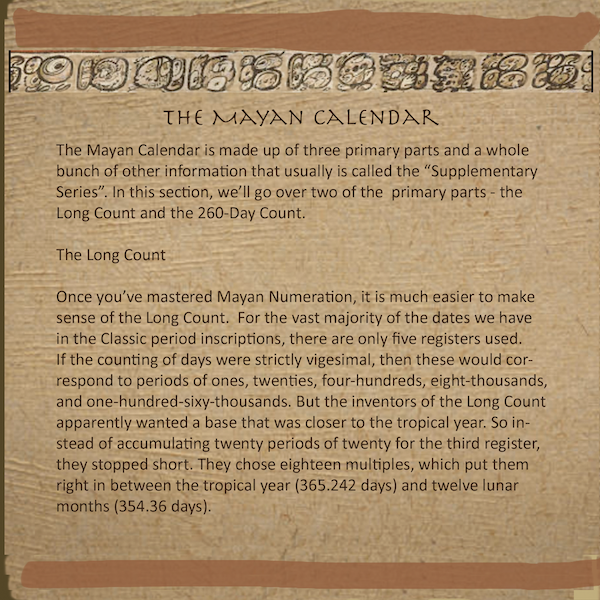 THE MAYAN CALENDAR
The Mayan Calendar is made up of three primary parts and a whole
bunch of other information that usually is called the “Supplementary
Series”. In this section, we’ll go over two of the  primary parts - the
Long Count and the 260-Day Count.
The Long Count
Once you’ve mastered Mayan Numeration, it is much easier to make
sense of the Long Count.  For the vast majority of the dates we have
in the Classic period inscriptions, there are only five registers used.
If the counting of days were strictly vigesimal, then these would cor-
respond to periods of ones, twenties, four-hundreds, eight-thousands,
and one-hundred-sixy-thousands. But the inventors of the Long Count
apparently wanted a base that was closer to the tropical year. So in-
stead of accumulating twenty periods of twenty for the third register,
they stopped short. They chose eighteen multiples, which put them
right in between the tropical year (365.242 days) and twelve lunar
months (354.36 days).